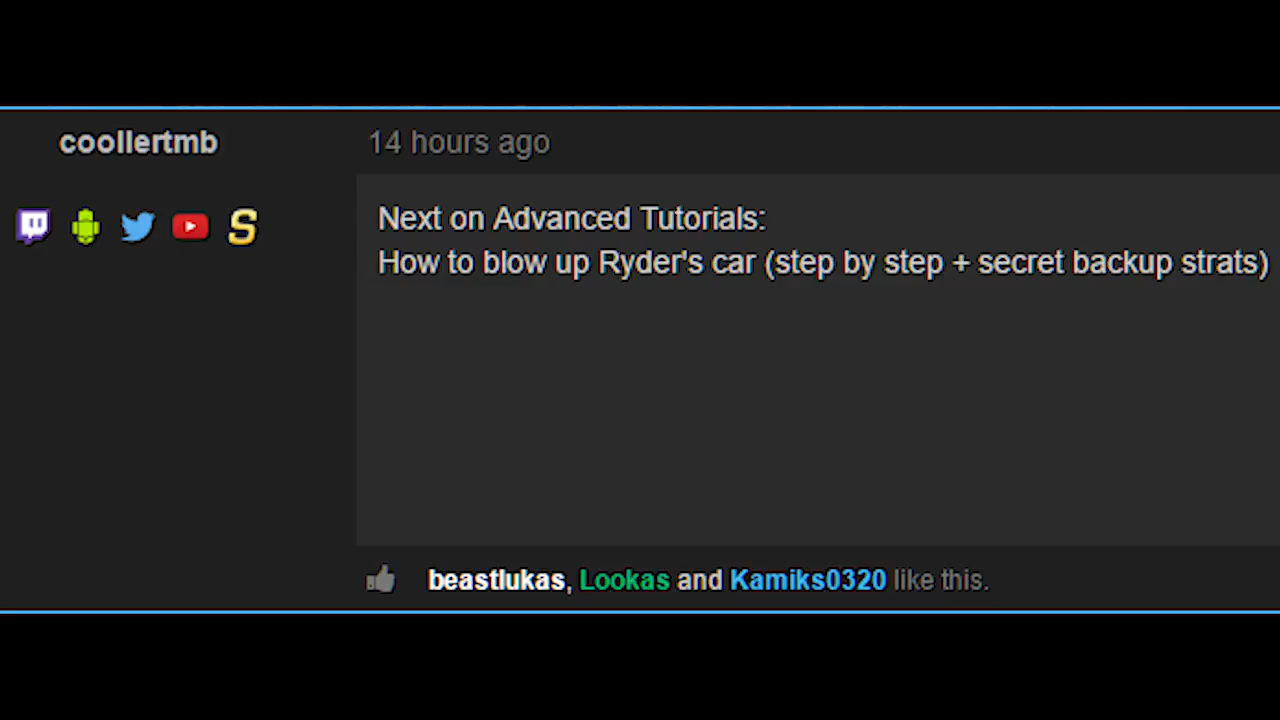 coollertmb
14 hours ago
Next on Advanced Tutorials:
How to blow up Ryder's car (step by step + secret backup strats)
beastlukas, Lookas and Kamiks0320 like this.